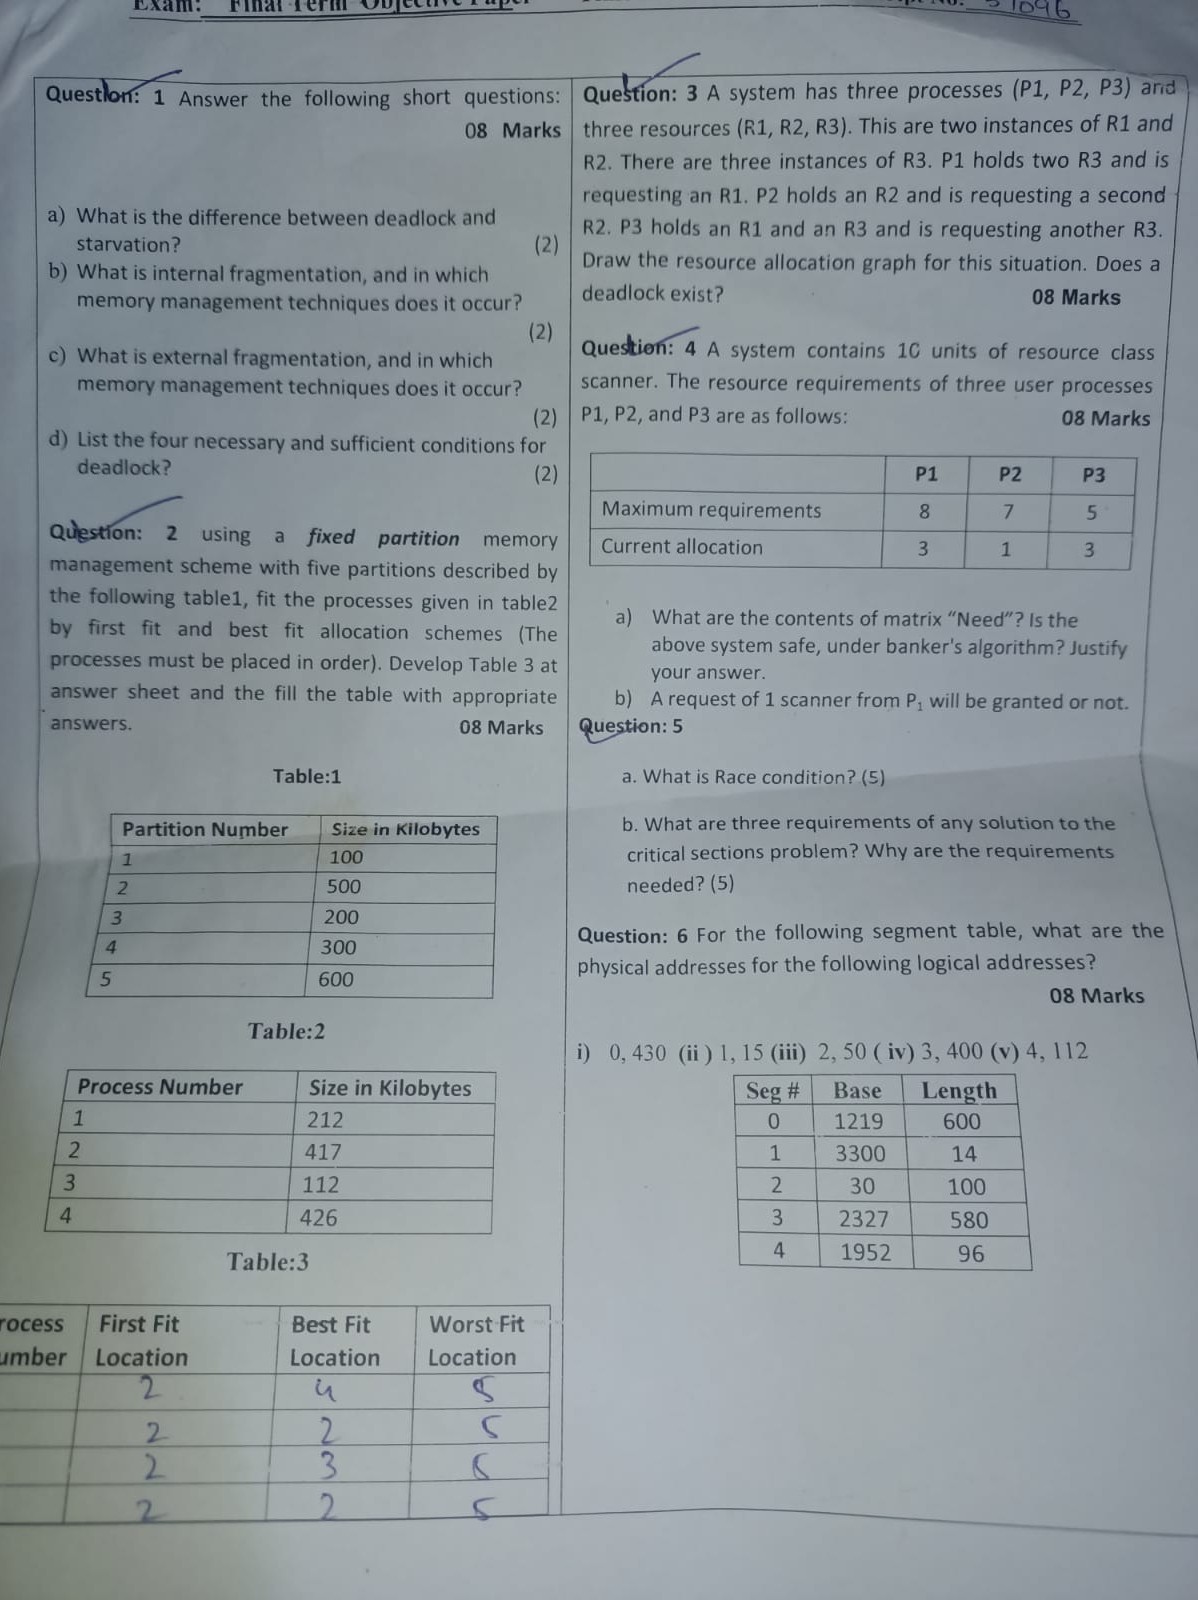 Exam: Final Term Objective Paper
51096
Question: 1 Answer the following short questions:
08 Marks
a) What is the difference between deadlock and
starvation? (2)
b) What is internal fragmentation, and in which
memory management techniques does it occur?
(2)
c) What is external fragmentation, and in which
memory management techniques does it occur?
(2)
d) List the four necessary and sufficient conditions for
deadlock? (2)
Question: 2 using a fixed partition memory
management scheme with five partitions described by
the following table1, fit the processes given in table2
by first fit and best fit allocation schemes (The
processes must be placed in order). Develop Table 3 at
answer sheet and the fill the table with appropriate
answers. 08 Marks
Table:1
Partition Number Size in Kilobytes
1 100
2 500
3 200
4 300
5 600
Table:2
Process Number Size in Kilobytes
1 212
2 417
3 112
4 426
Table:3
rocess First Fit Best Fit Worst Fit
umber Location Location Location
2 4 5
2 2 5
2 3 5
2 2 5
Question: 3 A system has three processes (P1, P2, P3) and
three resources (R1, R2, R3). This are two instances of R1 and
R2. There are three instances of R3. P1 holds two R3 and is
requesting an R1. P2 holds an R2 and is requesting a second
R2. P3 holds an R1 and an R3 and is requesting another R3.
Draw the resource allocation graph for this situation. Does a
deadlock exist? 08 Marks
Question: 4 A system contains 10 units of resource class
scanner. The resource requirements of three user processes
P1, P2, and P3 are as follows: 08 Marks
P1 P2 P3
Maximum requirements 8 7 5
Current allocation 3 1 3
a) What are the contents of matrix “Need”? Is the
above system safe, under banker's algorithm? Justify
your answer.
b) A request of 1 scanner from P₁ will be granted or not.
Question: 5
a. What is Race condition? (5)
b. What are three requirements of any solution to the
critical sections problem? Why are the requirements
needed? (5)
Question: 6 For the following segment table, what are the
physical addresses for the following logical addresses?
08 Marks
i) 0, 430 (ii ) 1, 15 (iii) 2, 50 ( iv) 3, 400 (v) 4, 112
Seg # Base Length
0 1219 600
1 3300 14
2 30 100
3 2327 580
4 1952 96